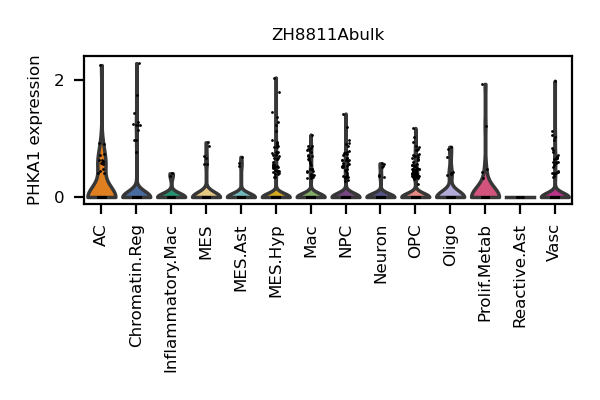 ZH8811Abulk
PHKA1 expression
2
0
AC
Chromatin.Reg
Inflammatory.Mac
MES
MES.Ast
MES.Hyp
Mac
NPC
Neuron
OPC
Oligo
Prolif.Metab
Reactive.Ast
Vasc